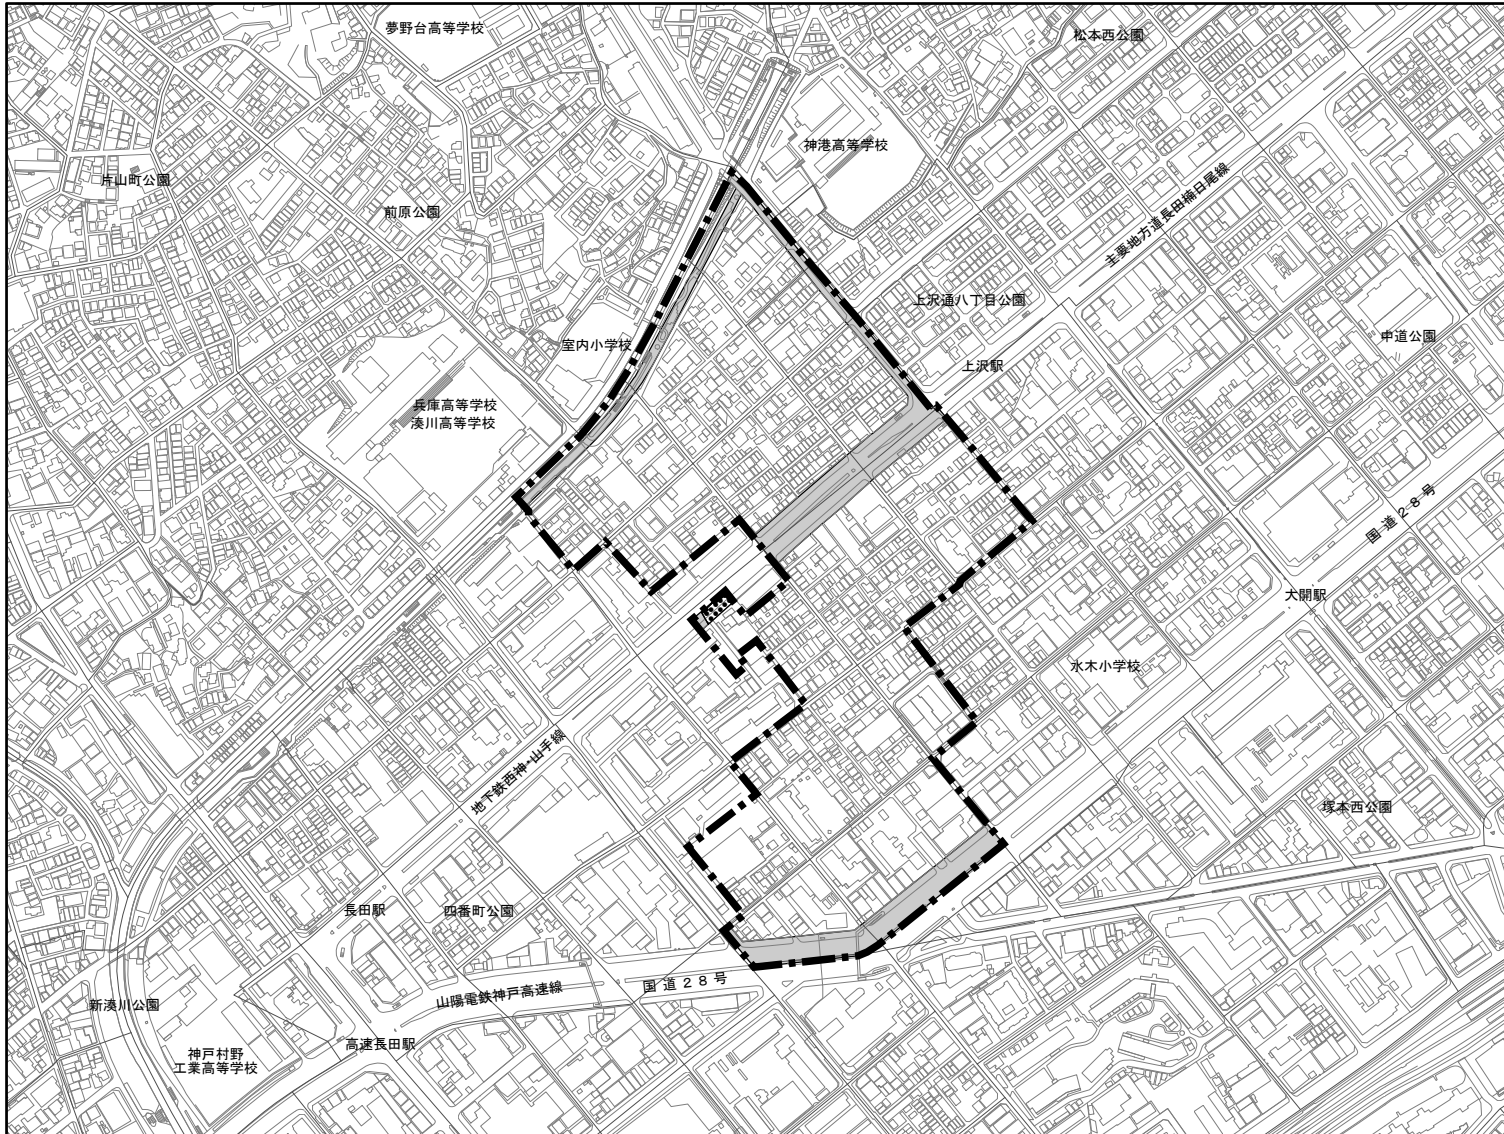 夢野台高等学校
松本西公園
神港高等学校
片山町公園
前原公園
主要地方道長田楠日尾線
上沢通八丁目公園
室内小学校
中道公園
上沢駅
兵庫高等学校
湊川高等学校
国道28号
大開駅
水木小学校
地下鉄西神・山手線
塚本西公園
長田駅
四番町公園
山陽電鉄神戸高速線
国道28号
新湊川公園
高速長田駅
神戸村野
工業高等学校